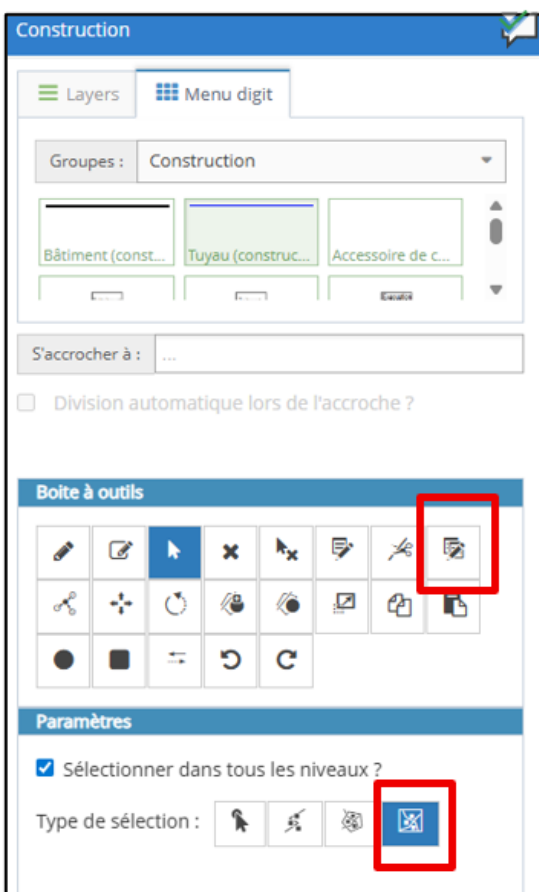 Construction
Layers
Menu digit
Groupes :
Construction
Bâtiment (const...
Tuyau (construc...
Accessoire de c...
S'accrocher à :
...
Division automatique lors de l'accroche ?
Boite à outils
Paramètres
Sélectionner dans tous les niveaux ?
Type de sélection :